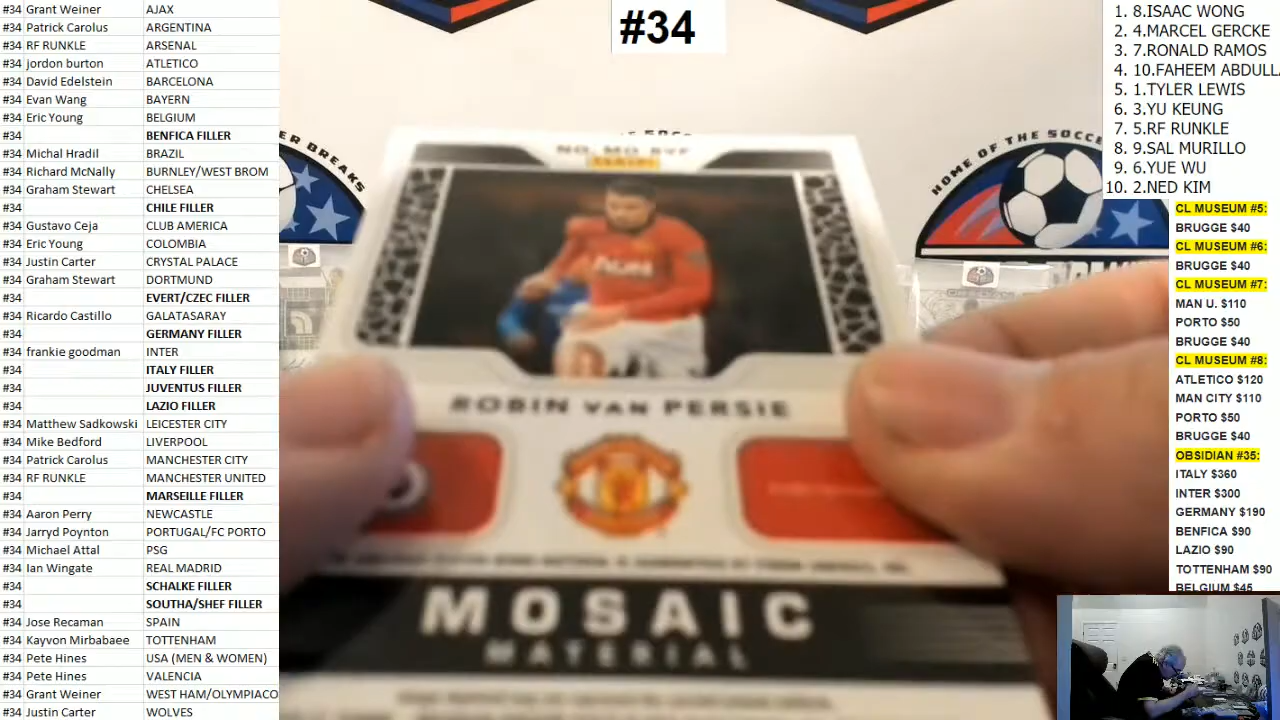 #34 Grant Weiner AJAX
#34 Patrick Carolus ARGENTINA
#34 RF RUNKLE ARSENAL
#34 jordon burton ATLETICO
#34 David Edelstein BARCELONA
#34 Evan Wang BAYERN
#34 Eric Young BELGIUM
#34 BENFICA FILLER
#34 Michal Hradil BRAZIL
#34 Richard McNally BURNLEY/WEST BROM
#34 Graham Stewart CHELSEA
#34 CHILE FILLER
#34 Gustavo Ceja CLUB AMERICA
#34 Eric Young COLOMBIA
#34 Justin Carter CRYSTAL PALACE
#34 Graham Stewart DORTMUND
#34 EVERT/CZEC FILLER
#34 Ricardo Castillo GALATASARAY
#34 GERMANY FILLER
#34 frankie goodman INTER
#34 ITALY FILLER
#34 JUVENTUS FILLER
#34 LAZIO FILLER
#34 Matthew Sadkowski LEICESTER CITY
#34 Mike Bedford LIVERPOOL
#34 Patrick Carolus MANCHESTER CITY
#34 RF RUNKLE MANCHESTER UNITED
#34 MARSEILLE FILLER
#34 Aaron Perry NEWCASTLE
#34 Jarryd Poynton PORTUGAL/FC PORTO
#34 Michael Attal PSG
#34 Ian Wingate REAL MADRID
#34 SCHALKE FILLER
#34 SOUTHA/SHEF FILLER
#34 Jose Recaman SPAIN
#34 Kayvon Mirbabaee TOTTENHAM
#34 Pete Hines USA (MEN & WOMEN)
#34 Pete Hines VALENCIA
#34 Grant Weiner WEST HAM/OLYMPIACO
#34 Justin Carter WOLVES
#34
ER BREAKS
HOME OF THE SOCCE
NO. MO-RVP
PANINI
ROBIN VAN PERSIE
MOSAIC
MATERIAL
1. 8.ISAAC WONG
2. 4.MARCEL GERCKE
3. 7.RONALD RAMOS
4. 10.FAHEEM ABDULL
5. 1.TYLER LEWIS
6. 3.YU KEUNG
7. 5.RF RUNKLE
8. 9.SAL MURILLO
9. 6.YUE WU
10. 2.NED KIM
CL MUSEUM #5:
BRUGGE $40
CL MUSEUM #6:
BRUGGE $40
CL MUSEUM #7:
MAN U. $110
PORTO $50
BRUGGE $40
CL MUSEUM #8:
ATLETICO $120
MAN CITY $110
PORTO $50
BRUGGE $40
OBSIDIAN #35:
ITALY $360
INTER $300
GERMANY $190
BENFICA $90
LAZIO $90
TOTTENHAM $90
BELGIUM $45